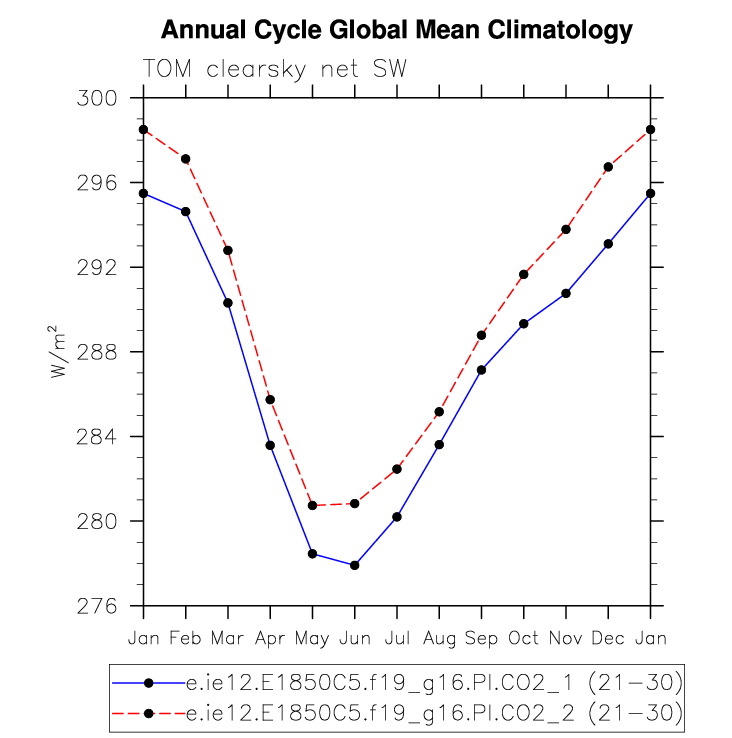 Annual Cycle Global Mean Climatology
TOM clearsky net SW
300
296
292
288
284
280
276
W/m²
Jan Feb Mar Apr May Jun Jul Aug Sep Oct Nov Dec Jan
e.ie12.E1850C5.f19_g16.PI.CO2_1 (21-30)
e.ie12.E1850C5.f19_g16.PI.CO2_2 (21-30)